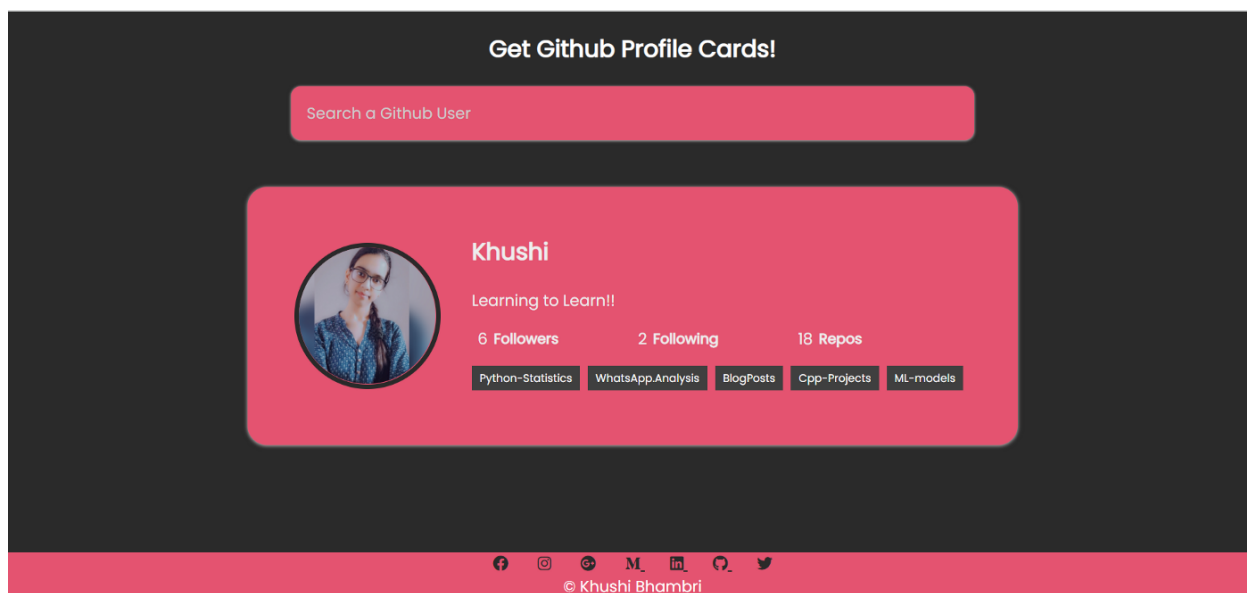 Get Github Profile Cards!
Search a Github User
Khushi
Learning to Learn!!
6 Followers 2 Following 18 Repos
Python-Statistics WhatsApp.Analysis BlogPosts Cpp-Projects ML-models
© Khushi Bhambri